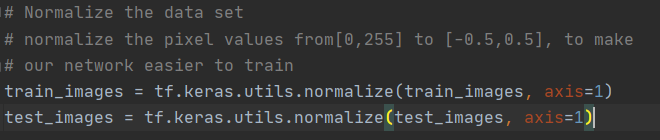 # Normalize the data set
# normalize the pixel values from[0,255] to [-0.5,0.5], to make
# our network easier to train
train_images = tf.keras.utils.normalize(train_images, axis=1)
test_images = tf.keras.utils.normalize(test_images, axis=1)